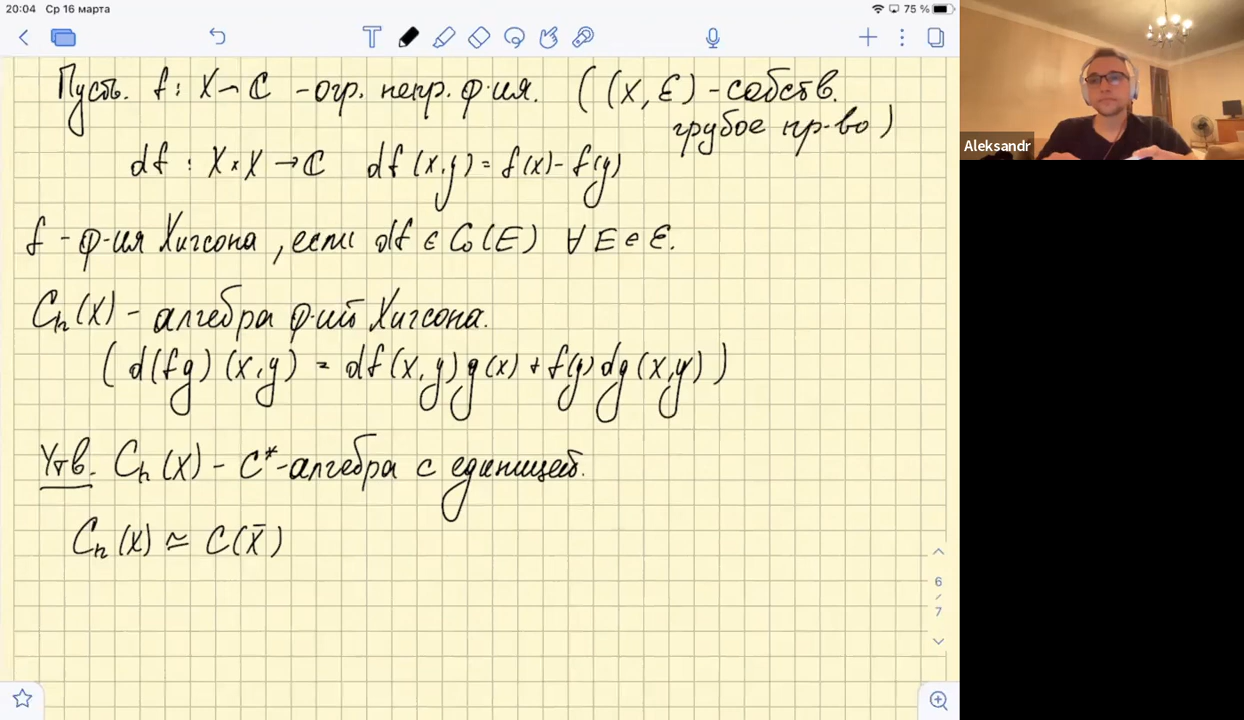 20:04 Ср 16 марта
75 %
Пусть. f : X → ℂ - огр. непр. ф-ия. ( (X, ℰ) - собств.
грубое пр-во )
df : X × X → ℂ df (x,y) = f(x) - f(y)
f - ф-ия Хигсона, если df ∈ C₀(E) ∀ E ∈ ℰ.
Cₕ(X) - алгебра ф-ий Хигсона.
( d(fg) (x,y) = df(x,y) g(x) + f(y) dg(x,y) )
Утв. Cₕ (X) - C*-алгебра с единицей.
Cₕ (X) ≃ C(X̄)
6
/
7
Aleksandr